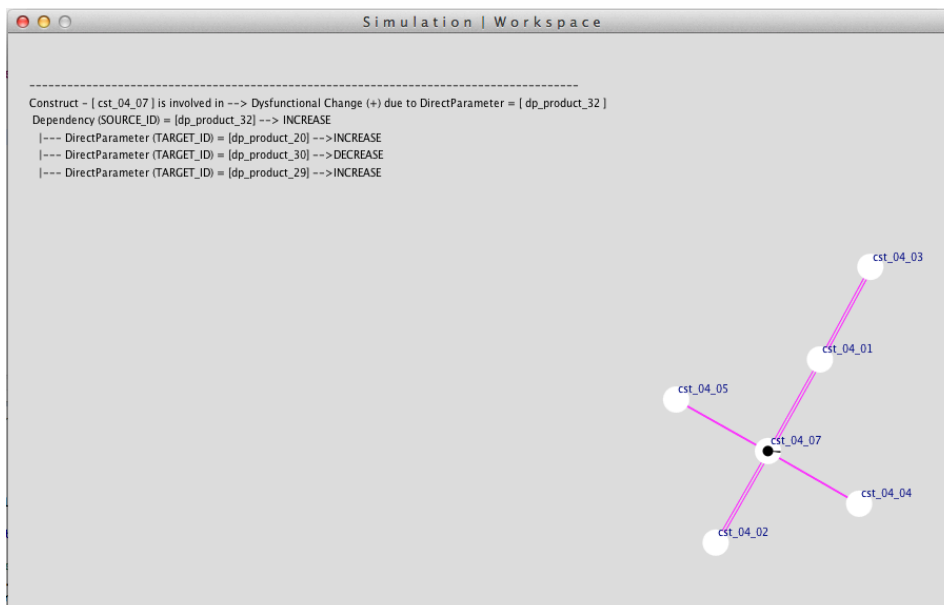 Simulation | Workspace
-----------------------------------------------------------------------------------------
Construct - [ cst_04_07 ] is involved in --> Dysfunctional Change (+) due to DirectParameter = [ dp_product_32 ]
Dependency (SOURCE_ID) = [dp_product_32] --> INCREASE
|--- DirectParameter (TARGET_ID) = [dp_product_20] -->INCREASE
|--- DirectParameter (TARGET_ID) = [dp_product_30] -->DECREASE
|--- DirectParameter (TARGET_ID) = [dp_product_29] -->INCREASE
cst_04_03
cst_04_01
cst_04_05
cst_04_07
cst_04_04
cst_04_02